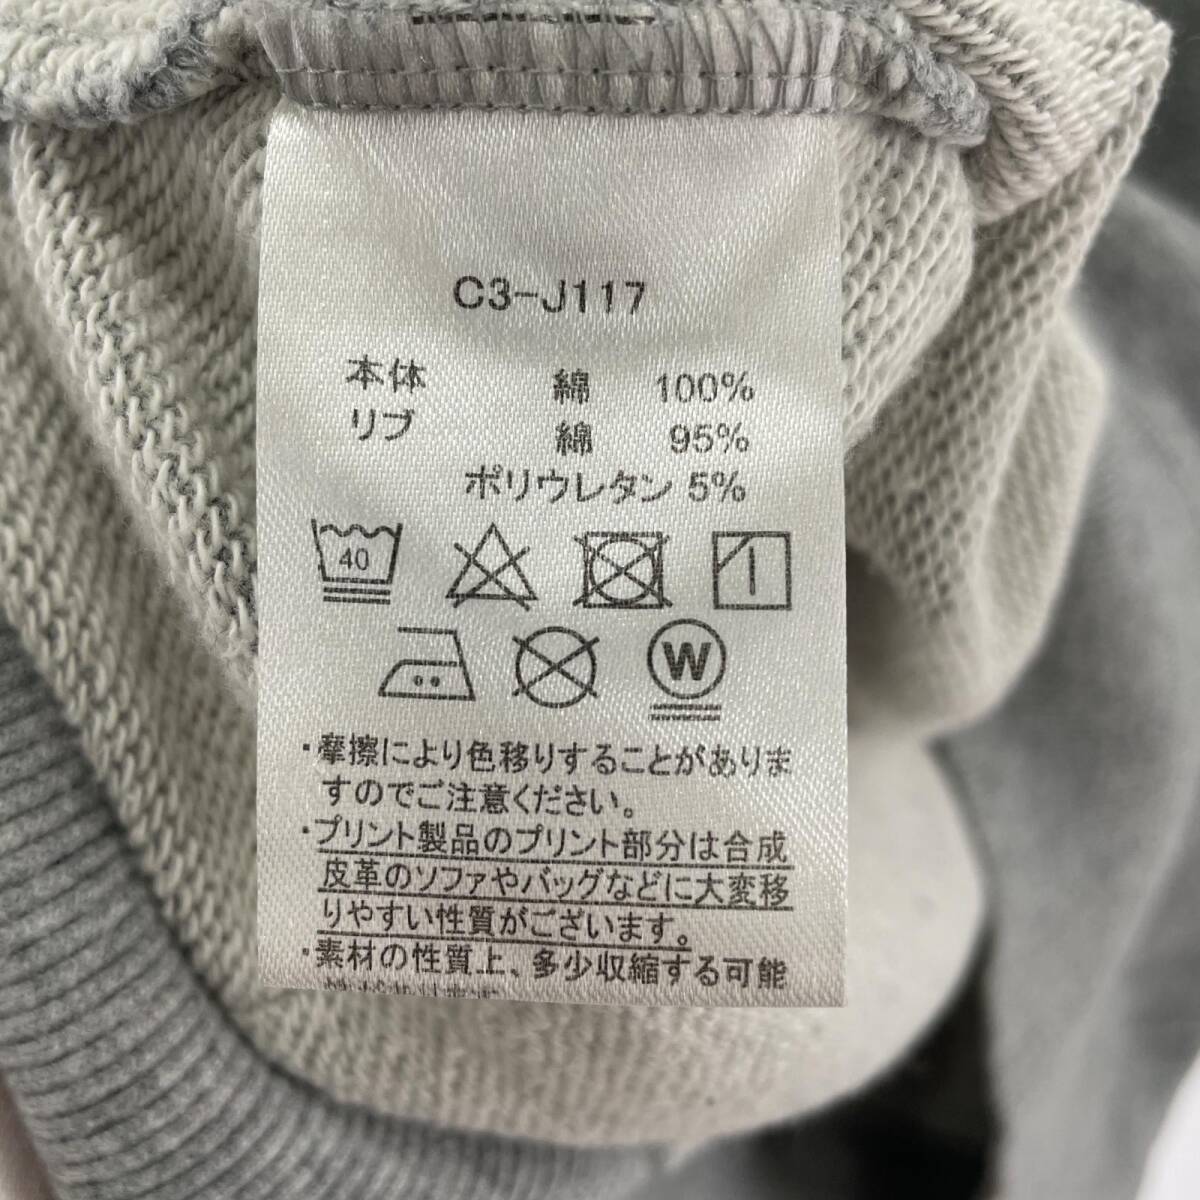 C3-J117
本体 綿 100%
リブ 綿 95%
ポリウレタン 5%
40
W
・摩擦により色移りすることがありま
すのでご注意ください。
・プリント製品のプリント部分は合成
皮革のソファやバッグなどに大変移
りやすい性質がございます。
・素材の性質上、多少収縮する可能